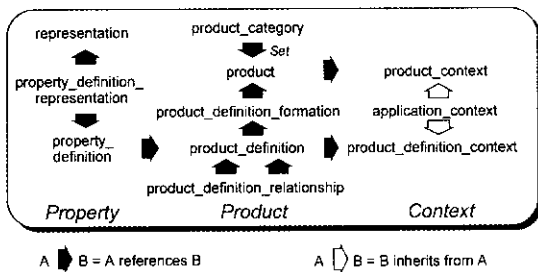 representation
property_definition_
representation
property_
definition
Property
product_category
Set
product
product_definition_formation
product_definition
product_definition_relationship
Product
product_context
application_context
product_definition_context
Context
A B = A references B
A B = B inherits from A